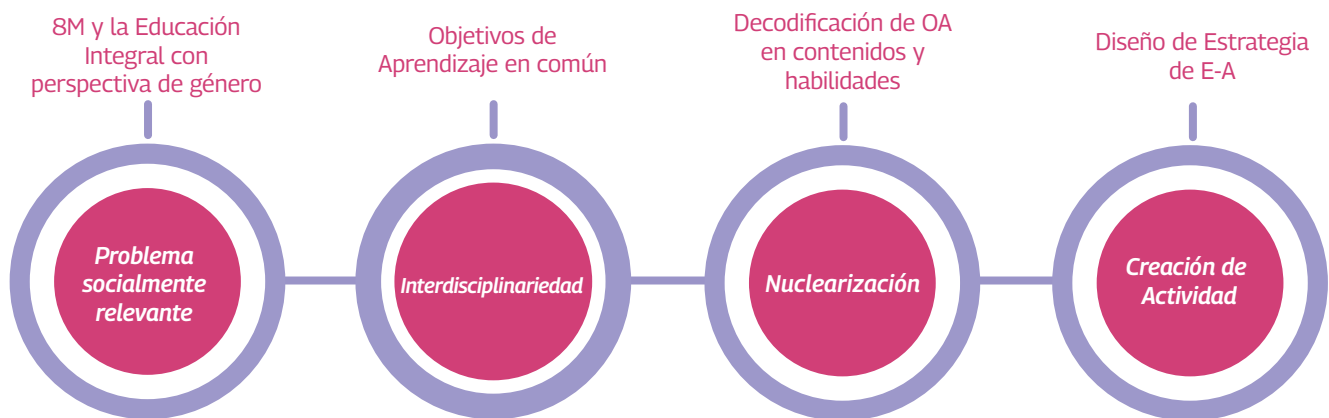 8M y la Educación
Integral con
perspectiva de género
Objetivos de
Aprendizaje en común
Decodificación de OA
en contenidos y
habilidades
Diseño de Estrategia
de E-A
Problema
socialmente
relevante
Interdisciplinariedad
Nuclearización
Creación de
Actividad